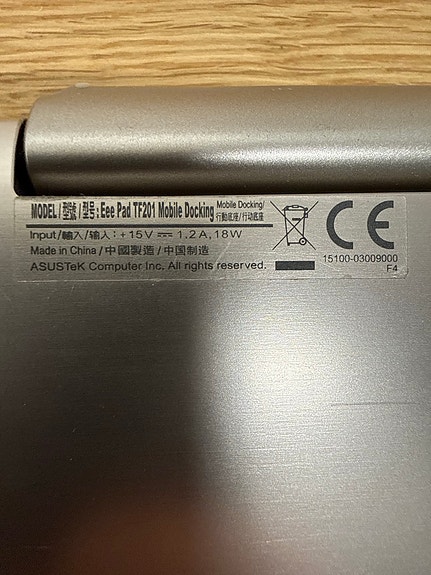 MODEL/型號/型号: Eee Pad TF201 Mobile Docking Mobile Docking/
行動底座/行动底座
Input/輸入/输入: +15V ⎓ 1.2A, 18W
Made in China / 中國製造 / 中国制造
ASUSTeK Computer Inc. All rights reserved.
CE
15100-03009000
F4